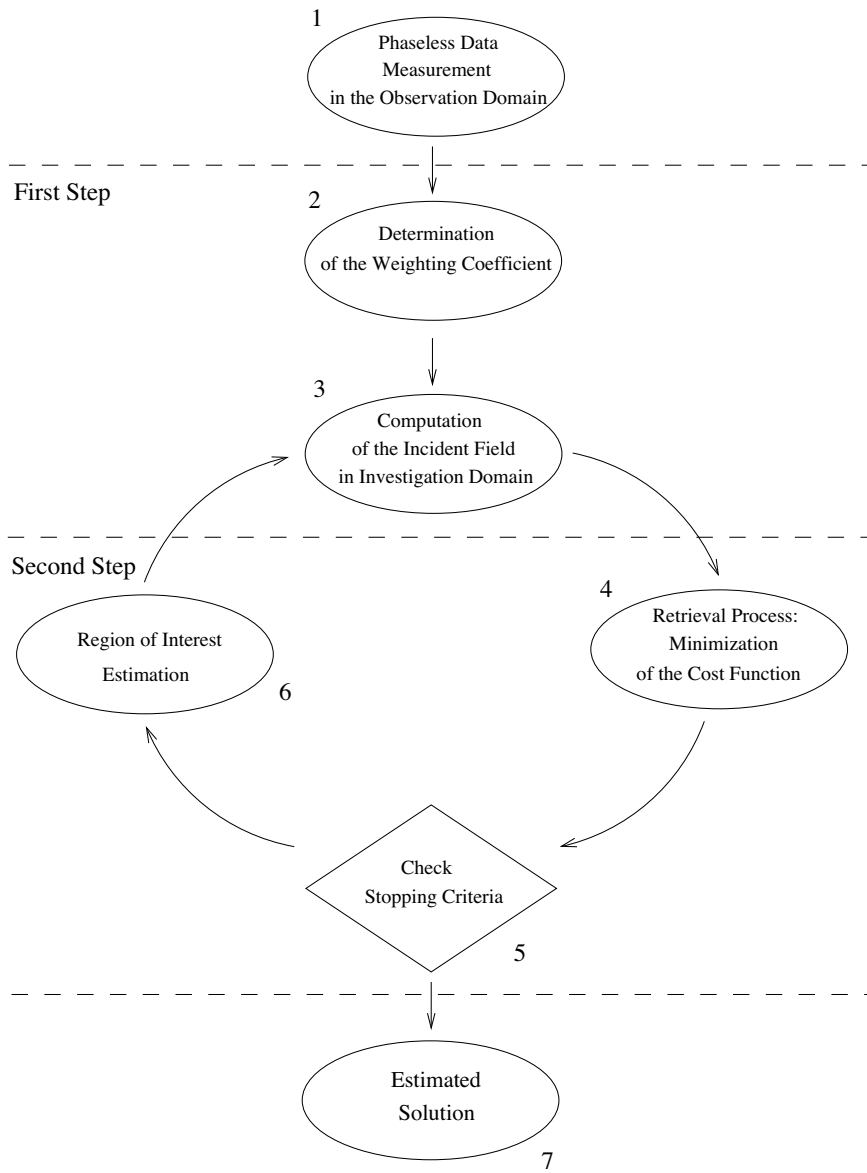 1
Phaseless Data
Measurement
in the Observation Domain
First Step
2
Determination
of the Weighting Coefficient
3
Computation
of the Incident Field
in Investigation Domain
Second Step
4
Retrieval Process:
Minimization
of the Cost Function
Region of Interest
Estimation
6
Check
Stopping Criteria
5
Estimated
Solution
7